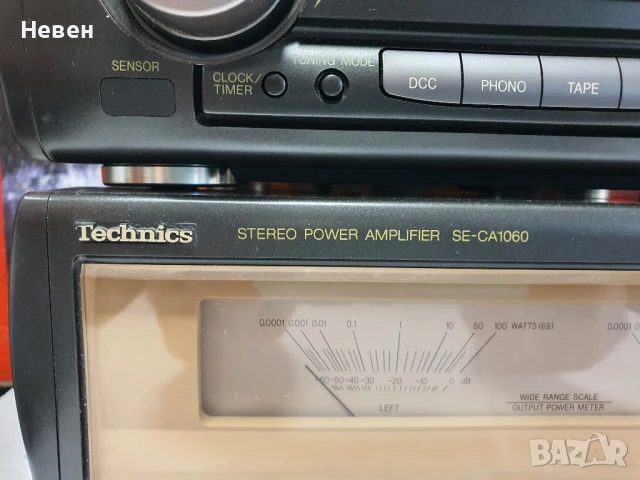 Невен
SENSOR
CLOCK/
TIMER
TUNING MODE
DCC
PHONO
TAPE
Technics
STEREO POWER AMPLIFIER SE-CA1060
0.0001 0.001 0.01 0.1 1 10 50 100 WATTS(6Ω)
0.0001
-60 -50 -40 -30 -20 -10 0 dB
LEFT
WIDE RANGE SCALE
OUTPUT POWER METER
BAZAR